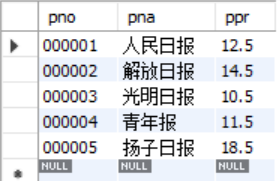 pno pna ppr
000001 人民日报 12.5
000002 解放日报 14.5
000003 光明日报 10.5
000004 青年报 11.5
000005 扬子日报 18.5
NULL NULL NULL